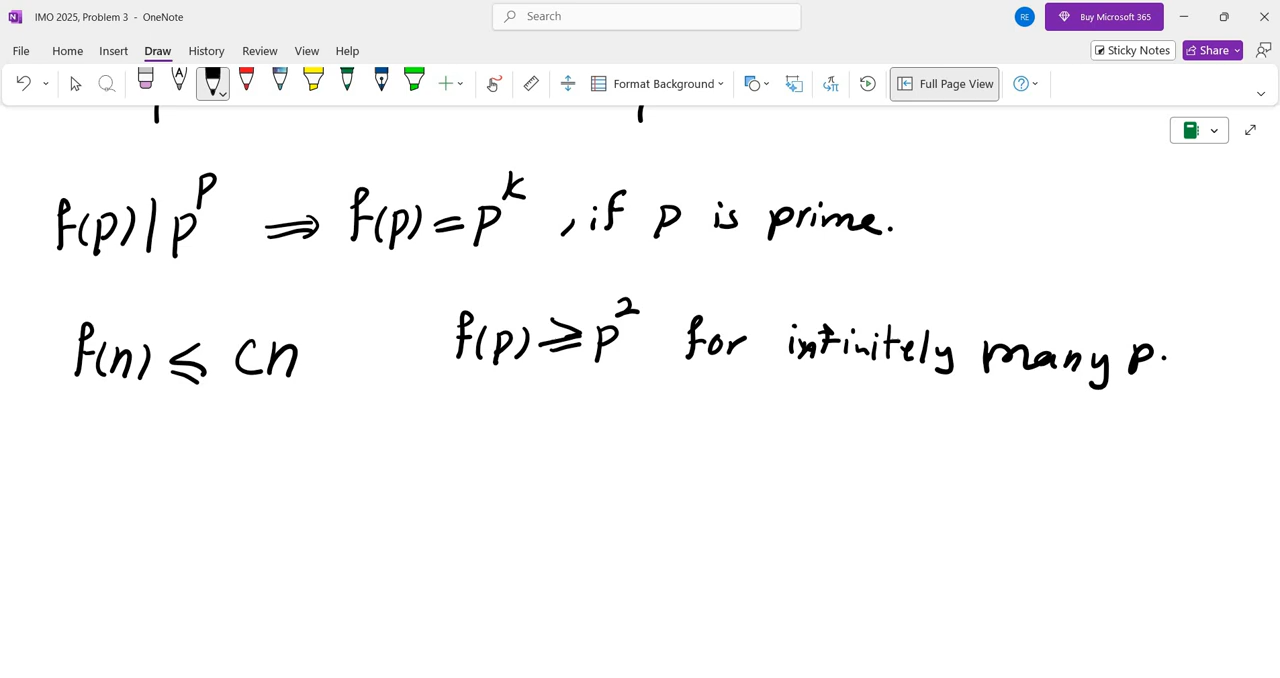 IMO 2025, Problem 3 - OneNote
Search
RE
Buy Microsoft 365
File Home Insert Draw History Review View Help
Sticky Notes
Share
A
Format Background
Full Page View
f(p) | p^p ⟹ f(p) = p^k , if p is prime.
f(n) ⩽ cn f(p) ⩾ p^2 for infinitely many p.